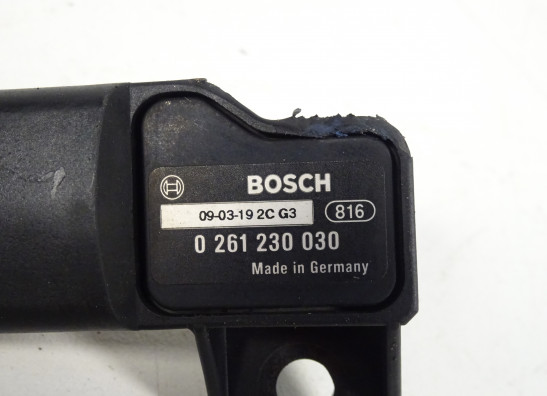 BOSCH
09-03-19 2C G3 816
0 261 230 030
Made in Germany